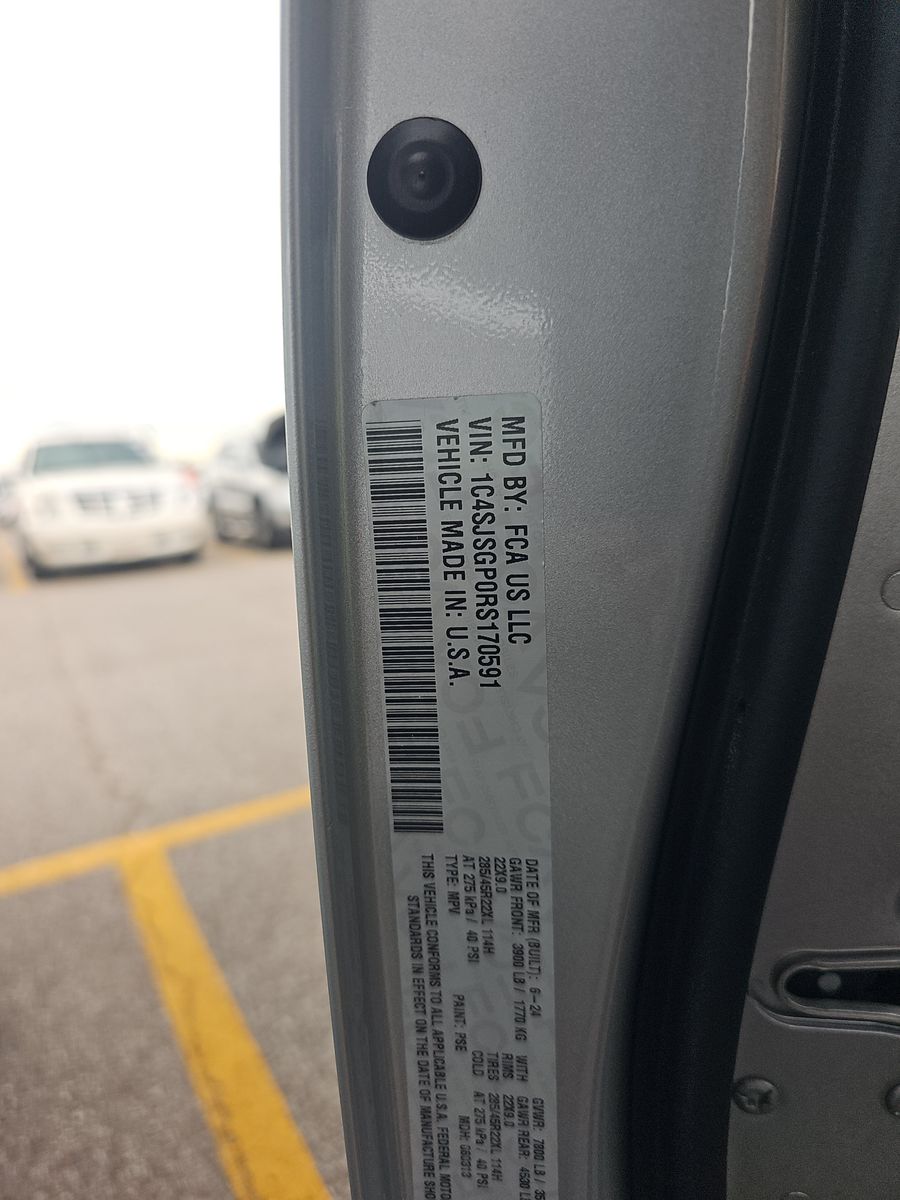 MFD BY: FCA US LLC
VIN: 1C4SJSGP0RS170591
VEHICLE MADE IN: U.S.A.
DATE OF MFR (BUILT): 6-24 GVWR: 7800 LB /
GAWR FRONT: 3900 LB / 1770 KG WITH GAWR REAR: 4530
22X9.0 RIMS 22X9.0
285/45R22XL 114H TIRES 285/45R22XL 114H
AT 275 kPa / 40 PSI COLD AT 275 kPa / 40 PSI
TYPE: MPV PAINT: PSE MDH: 060313
THIS VEHICLE CONFORMS TO ALL APPLICABLE U.S.A. FEDERAL
STANDARDS IN EFFECT ON THE DATE OF MANUFACTURE